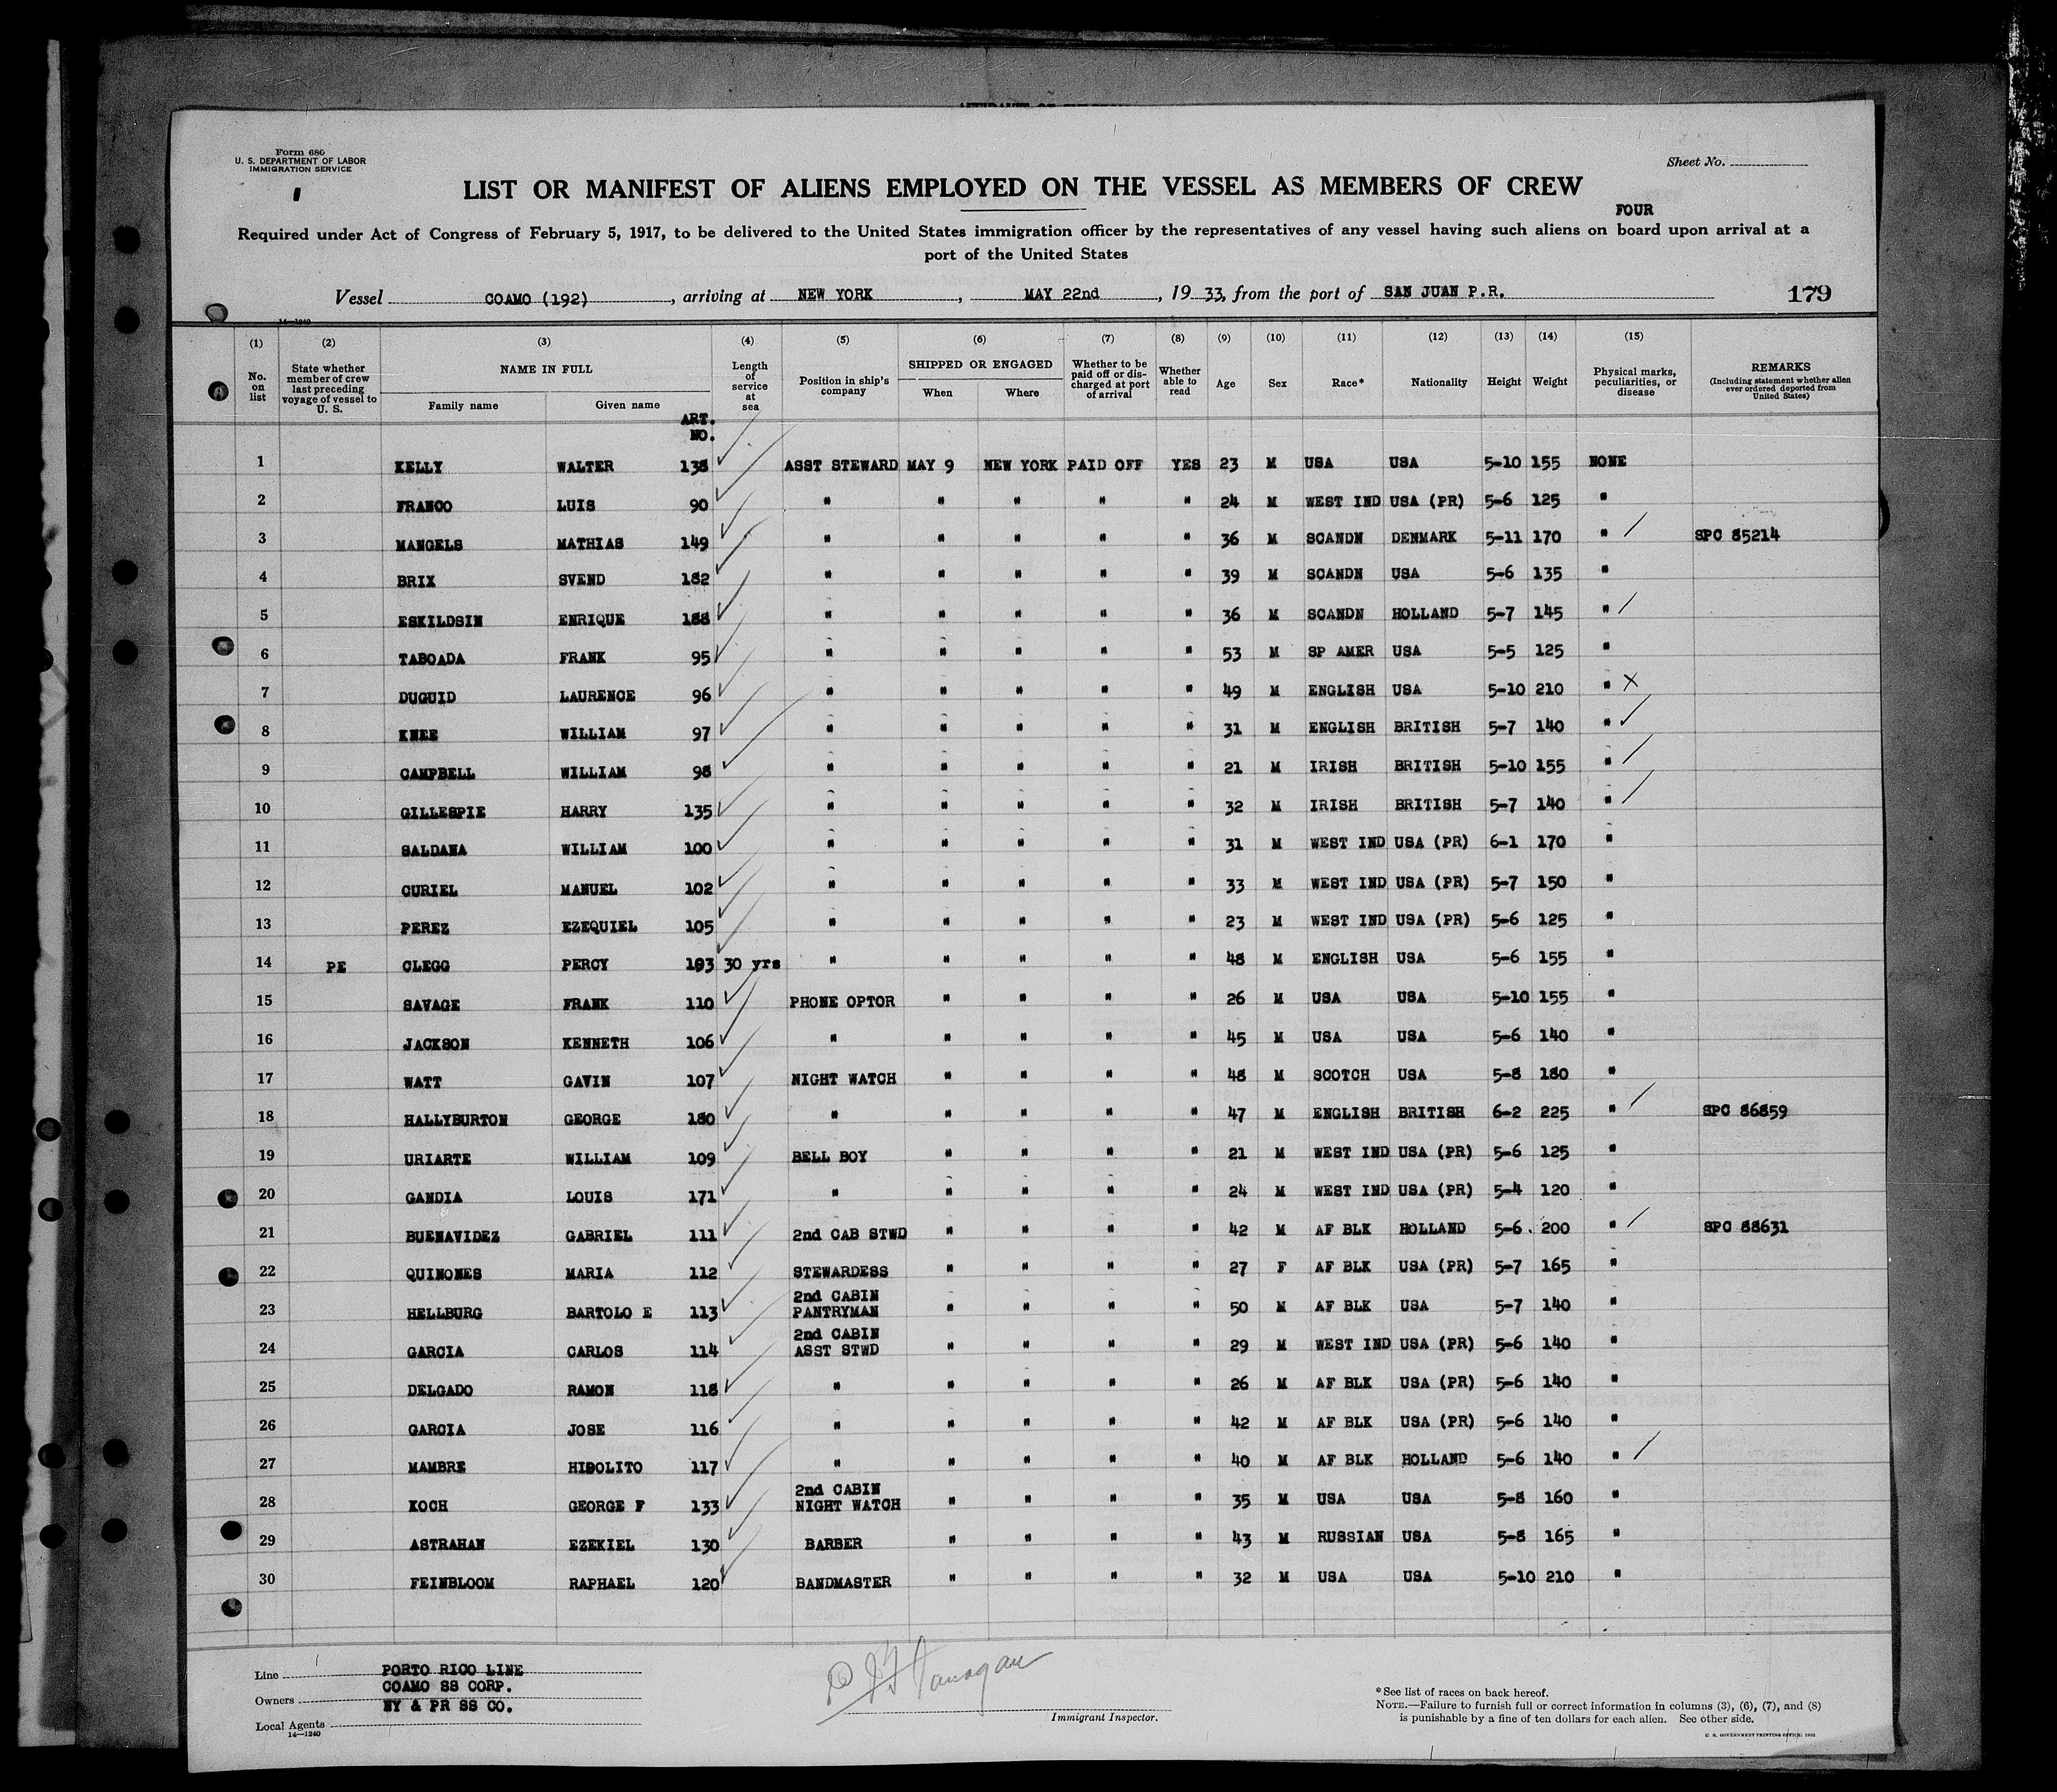 Form 680
U. S. DEPARTMENT OF LABOR
IMMIGRATION SERVICE
Sheet No.
LIST OR MANIFEST OF ALIENS EMPLOYED ON THE VESSEL AS MEMBERS OF CREW
FOUR
Required under Act of Congress of February 5, 1917, to be delivered to the United States immigration officer by the representatives of any vessel having such aliens on board upon arrival at a
port of the United States
Vessel COAMO (192), arriving at NEW YORK, MAY 22nd, 19 33, from the port of SAN JUAN P.R. 179
14—1240
(1) (2) (3) (4) (5) (6) (7) (8) (9) (10) (11) (12) (13) (14) (15)
No. on list
State whether member of crew last preceding voyage of vessel to U. S.
NAME IN FULL
Family name
Given name
ART. NO.
Length of service at sea
Position in ship's company
SHIPPED OR ENGAGED
When
Where
Whether to be paid off or discharged at port of arrival
Whether able to read
Age
Sex
Race*
Nationality
Height
Weight
Physical marks, peculiarities, or disease
REMARKS
(Including statement whether alien ever ordered deported from United States)
1 KELLY WALTER 138 ASST STEWARD MAY 9 NEW YORK PAID OFF YES 23 M USA USA 5-10 155 NONE
2 FRANCO LUIS 90 " " " " " 24 M WEST IND USA (PR) 5-6 125 "
3 MANGELS MATHIAS 149 " " " " " 36 M SCANDN DENMARK 5-11 170 " SPC 85214
4 BRIX SVEND 182 " " " " " 39 M SCANDN USA 5-6 135 "
5 ESKILDSIN ENRIQUE 188 " " " " " 36 M SCANDN HOLLAND 5-7 145 "
6 TABOADA FRANK 95 " " " " " 53 M SP AMER USA 5-5 125 "
7 DUGUID LAURENCE 96 " " " " " 49 M ENGLISH USA 5-10 210 " X
8 KNEE WILLIAM 97 " " " " " 31 M ENGLISH BRITISH 5-7 140 "
9 CAMPBELL WILLIAM 98 " " " " " 21 M IRISH BRITISH 5-10 155 "
10 GILLESPIE HARRY 135 " " " " " 32 M IRISH BRITISH 5-7 140 "
11 SALDANA WILLIAM 100 " " " " " 31 M WEST IND USA (PR) 6-1 170 "
12 CURIEL MANUEL 102 " " " " " 33 M WEST IND USA (PR) 5-7 150 "
13 PEREZ EZEQUIEL 105 " " " " " 23 M WEST IND USA (PR) 5-6 125 "
14 PE CLEGG PERCY 193 30 yrs " " " " " 48 M ENGLISH USA 5-6 155 "
15 SAVAGE FRANK 110 PHONE OPTOR " " " " 26 M USA USA 5-10 155 "
16 JACKSON KENNETH 106 " " " " " 45 M USA USA 5-6 140 "
17 WATT GAVIN 107 NIGHT WATCH " " " " 48 M SCOTCH USA 5-8 180 "
18 HALLYBURTON GEORGE 180 " " " " " 47 M ENGLISH BRITISH 6-2 225 " SPC 86859
19 URIARTE WILLIAM 109 BELL BOY " " " " 21 M WEST IND USA (PR) 5-6 125 "
20 GANDIA LOUIS 171 " " " " " 24 M WEST IND USA (PR) 5-4 120 "
21 BUENAVIDEZ GABRIEL 111 2nd CAB STWD " " " " 42 M AF BLK HOLLAND 5-6 200 " SPC 88631
22 QUINONES MARIA 112 STEWARDESS " " " " 27 F AF BLK USA (PR) 5-7 165 "
23 HELLBURG BARTOLO E 113 2nd CABIN PANTRYMAN " " " " 50 M AF BLK USA 5-7 140 "
24 GARCIA CARLOS 114 2nd CABIN ASST STWD " " " " 29 M WEST IND USA (PR) 5-6 140 "
25 DELGADO RAMON 118 " " " " " 26 M AF BLK USA (PR) 5-6 140 "
26 GARCIA JOSE 116 " " " " " 42 M AF BLK USA (PR) 5-6 140 "
27 MAMBRE 117 " " " " " 40 M AF BLK HOLLAND 5-6 140 "
28 KOCH GEORGE F 133 2nd CABIN NIGHT WATCH " " " " 35 M USA USA 5-8 160 "
29 ASTRAHAN EZEKIEL 130 BARBER " " " " 43 M RUSSIAN USA 5-8 165 "
30 FEINBLOOM RAPHAEL 120 BANDMASTER " " " " 32 M USA USA 5-10 210 "
Line PORTO RICO LINE
Owners COAMO SS CORP.
Local Agents NY & PR SS CO.
14—1240
Flanagan
Immigrant Inspector.
*See list of races on back hereof.
NOTE.—Failure to furnish full or correct information in columns (3), (6), (7), and (8)
is punishable by a fine of ten dollars for each alien. See other side.
U. S. GOVERNMENT PRINTING OFFICE: 1932